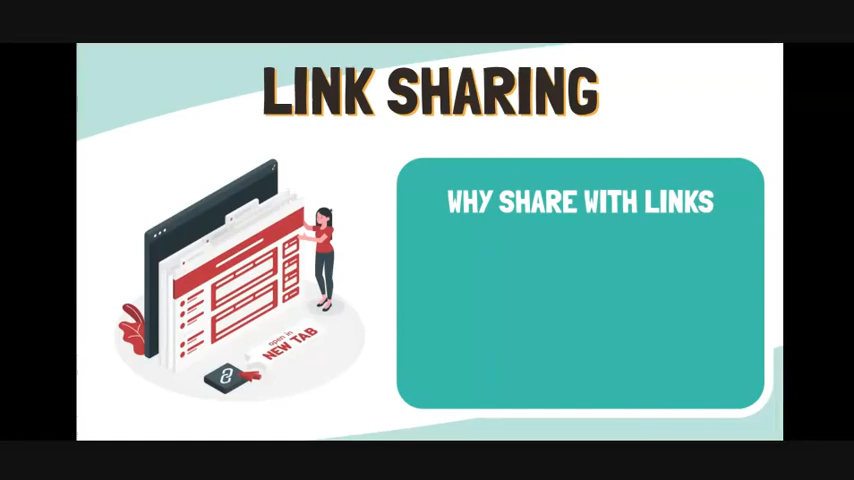 LINK SHARING
WHY SHARE WITH LINKS
open in
NEW TAB